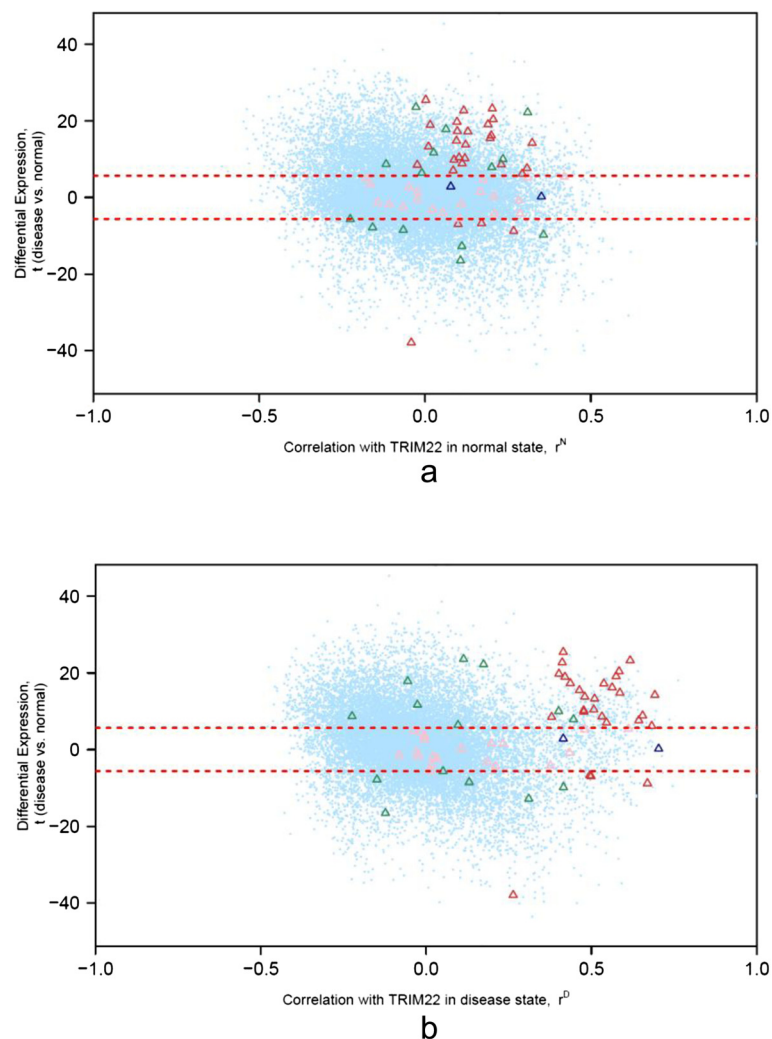 40
20
0
−20
−40
Differential Expression,
t (disease vs. normal)
−1.0 −0.5 0.0 0.5 1.0
Correlation with TRIM22 in normal state, r^N
a
40
20
0
−20
−40
Differential Expression,
t (disease vs. normal)
−1.0 −0.5 0.0 0.5 1.0
Correlation with TRIM22 in disease state, r^D
b